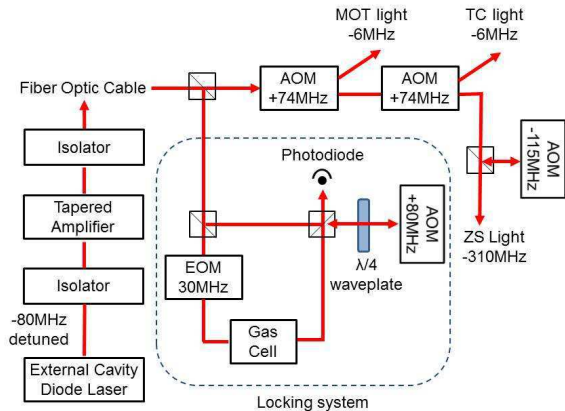 MOT light
-6MHz
TC light
-6MHz
Fiber Optic Cable
AOM
+74MHz
AOM
+74MHz
Isolator
Photodiode
AOM
-115MHz
Tapered
Amplifier
AOM
+80MHz
ZS Light
-310MHz
EOM
30MHz
λ/4
waveplate
Isolator
-80MHz
detuned
Gas
Cell
External Cavity
Diode Laser
Locking system